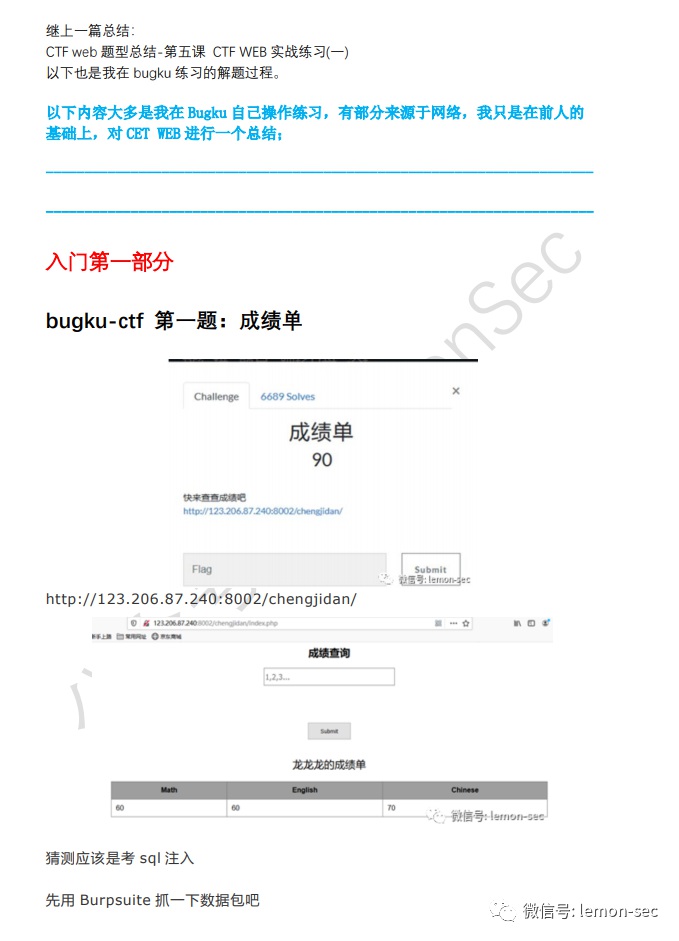 继上一篇总结:
CTF web 题型总结-第五课 CTF WEB 实战练习(一)
以下也是我在 bugku 练习的解题过程。
以下内容大多是我在 Bugku 自己操作练习，有部分来源于网络，我只是在前人的
基础上，对 CET WEB 进行一个总结；
入门第一部分
bugku-ctf 第一题：成绩单
Challenge
6689 Solves
×
成绩单
90
快来查查成绩吧
http://123.206.87.240:8002/chengjidan/
Flag
Submit
微信号: lemon-sec
http://123.206.87.240:8002/chengjidan/
123.206.87.240:8002/chengjidan/index.php
新手上路 常用网址 京东商城
成绩查询
1,2,3...
Submit
龙龙龙的成绩单
Math English Chinese
60 60 70
微信号: lemon-sec
猜测应该是考 sql 注入
先用 Burpsuite 抓一下数据包吧
微信号: lemon-sec